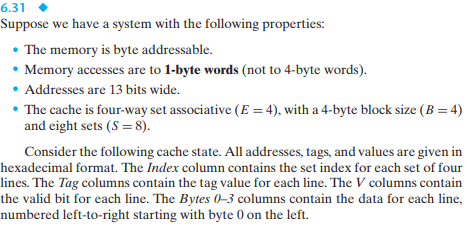 6.31 ◆
Suppose we have a system with the following properties:
• The memory is byte addressable.
• Memory accesses are to 1-byte words (not to 4-byte words).
• Addresses are 13 bits wide.
• The cache is four-way set associative (E = 4), with a 4-byte block size (B = 4)
and eight sets (S = 8).
Consider the following cache state. All addresses, tags, and values are given in
hexadecimal format. The Index column contains the set index for each set of four
lines. The Tag columns contain the tag value for each line. The V columns contain
the valid bit for each line. The Bytes 0–3 columns contain the data for each line,
numbered left-to-right starting with byte 0 on the left.